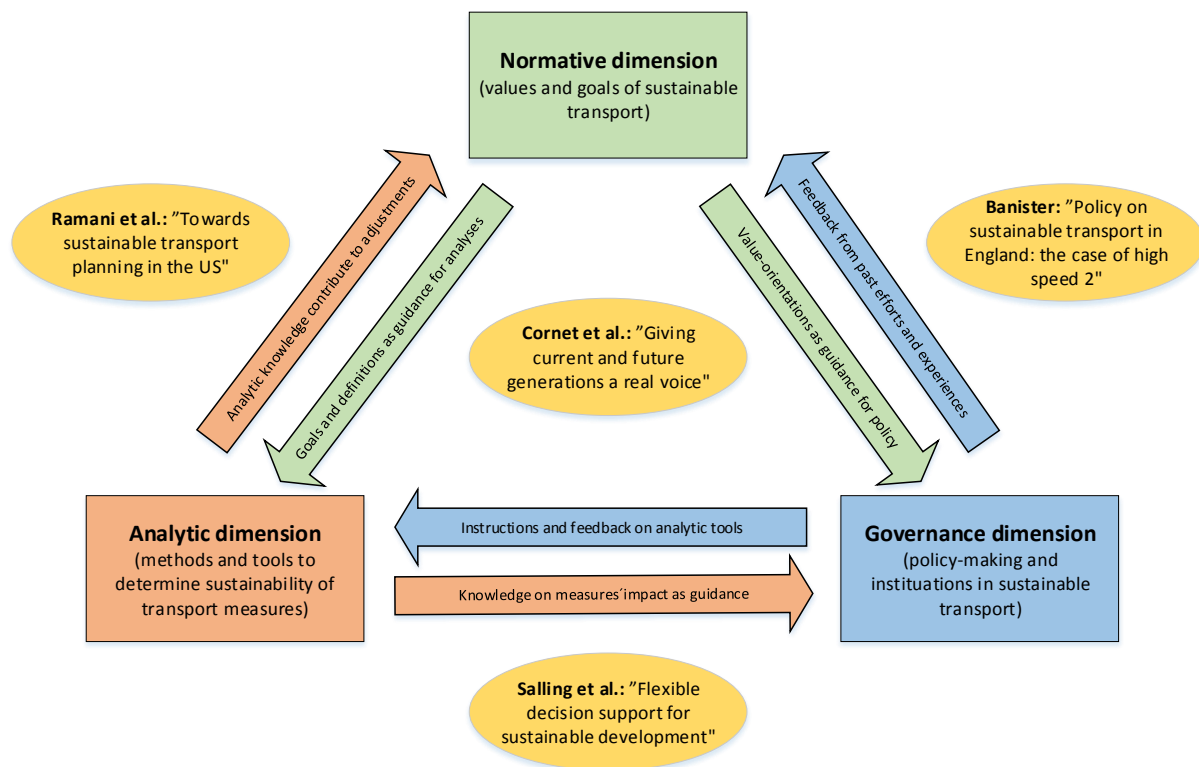 Normative dimension
(values and goals of sustainable
transport)
Ramani et al.: ”Towards
sustainable transport
planning in the US"
Analytic knowledge contribute to adjustments
Goals and definitions as guidance for analyses
Cornet et al.: ”Giving
current and future
generations a real voice"
Value-orientations as guidance for policy
Feedback from past efforts and experiences
Banister: ”Policy on
sustainable transport in
England: the case of high
speed 2"
Analytic dimension
(methods and tools to
determine sustainability of
transport measures)
Instructions and feedback on analytic tools
Knowledge on measures´impact as guidance
Governance dimension
(policy-making and
instituations in sustainable
transport)
Salling et al.: ”Flexible
decision support for
sustainable development"